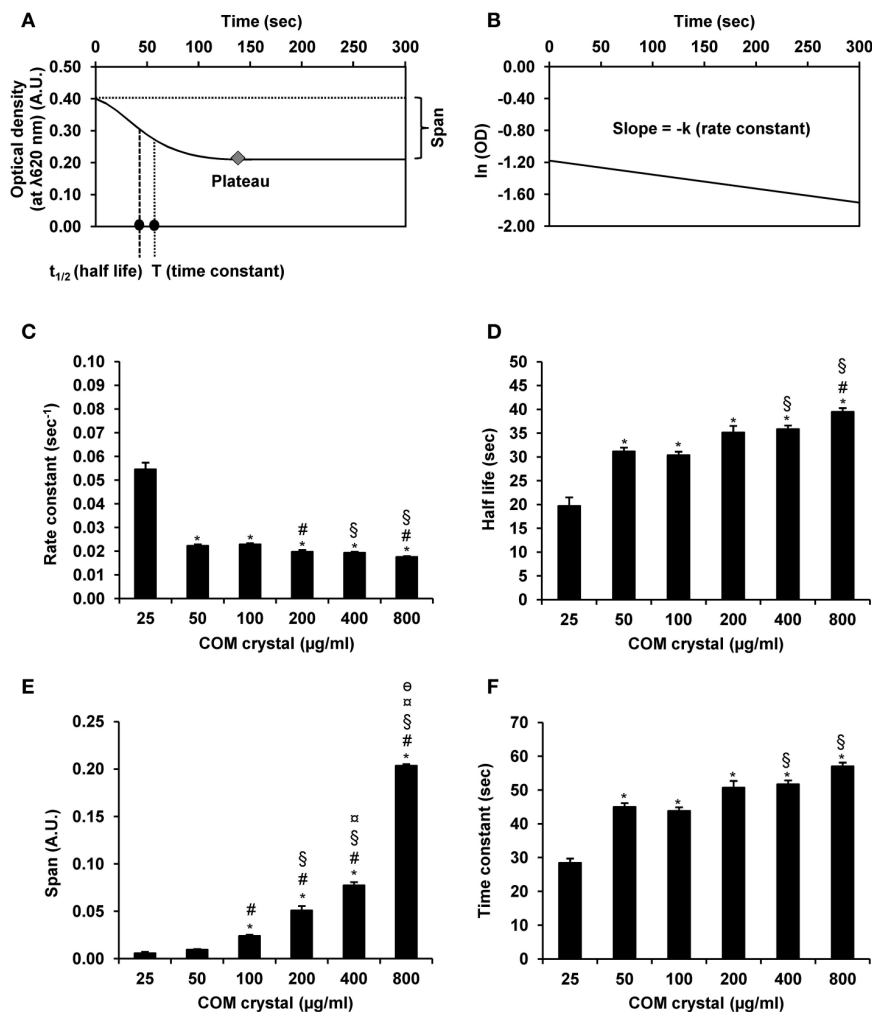 A
Time (sec)
0 50 100 150 200 250 300
0.50
0.40
0.30
0.20
0.10
0.00
Optical density
(at λ620 nm) (A.U.)
Span
Plateau
t1/2 (half life) T (time constant)
B
Time (sec)
0 50 100 150 200 250 300
0.00
-0.40
-0.80
-1.20
-1.60
-2.00
ln (OD)
Slope = -k (rate constant)
C
0.10
0.09
0.08
0.07
0.06
0.05
0.04
0.03
0.02
0.01
0.00
Rate constant (sec-1)
* * # * § * § # *
25 50 100 200 400 800
COM crystal (µg/ml)
D
50
45
40
35
30
25
20
15
10
5
0
Half life (sec)
* * * § * § # *
25 50 100 200 400 800
COM crystal (µg/ml)
E
0.25
0.20
0.15
0.10
0.05
0.00
Span (A.U.)
# * § # * ¤ § # * ɵ ¤ § # *
25 50 100 200 400 800
COM crystal (µg/ml)
F
70
60
50
40
30
20
10
0
Time constant (sec)
* * * § * § *
25 50 100 200 400 800
COM crystal (µg/ml)